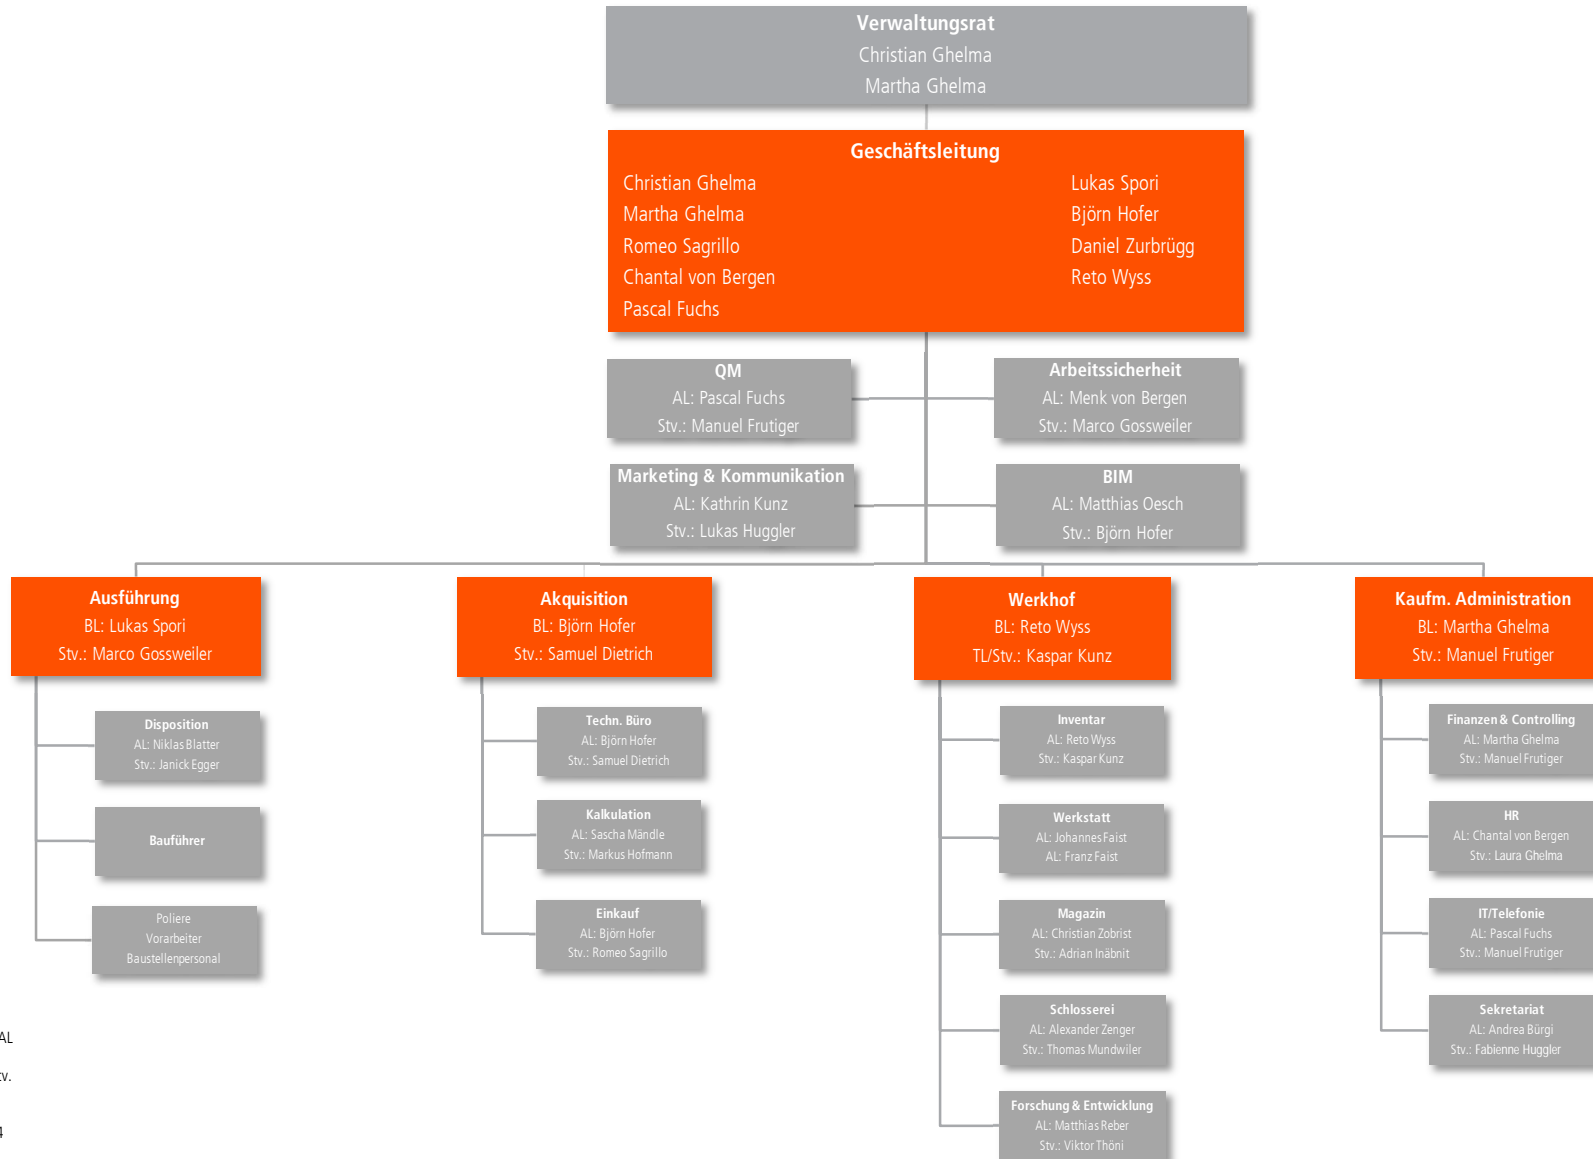 Verwaltungsrat
Christian Ghelma
Martha Ghelma
Geschäftsleitung
Christian Ghelma
Martha Ghelma
Romeo Sagrillo
Chantal von Bergen
Pascal Fuchs
Lukas Spori
Björn Hofer
Daniel Zurbrügg
Reto Wyss
QM
AL: Pascal Fuchs
Stv.: Manuel Frutiger
Arbeitssicherheit
AL: Menk von Bergen
Stv.: Marco Gossweiler
Marketing & Kommunikation
AL: Kathrin Kunz
Stv.: Lukas Huggler
BIM
AL: Matthias Oesch
Stv.: Björn Hofer
Ausführung
BL: Lukas Spori
Stv.: Marco Gossweiler
Disposition
AL: Niklas Blatter
Stv.: Janick Egger
Bauführer
Poliere
Vorarbeiter
Baustellenpersonal
Akquisition
BL: Björn Hofer
Stv.: Samuel Dietrich
Techn. Büro
AL: Björn Hofer
Stv.: Samuel Dietrich
Kalkulation
AL: Sascha Mändle
Stv.: Markus Hofmann
Einkauf
AL: Björn Hofer
Stv.: Romeo Sagrillo
Werkhof
BL: Reto Wyss
TL/Stv.: Kaspar Kunz
Inventar
AL: Reto Wyss
Stv.: Kaspar Kunz
Werkstatt
AL: Johannes Faist
AL: Franz Faist
Magazin
AL: Christian Zobrist
Stv.: Adrian Inäbnit
Schlosserei
AL: Alexander Zenger
Stv.: Thomas Mundwiler
Forschung & Entwicklung
AL: Matthias Reber
Stv.: Viktor Thöni
Kaufm. Administration
BL: Martha Ghelma
Stv.: Manuel Frutiger
Finanzen & Controlling
AL: Martha Ghelma
Stv.: Manuel Frutiger
HR
AL: Chantal von Bergen
Stv.: Laura Ghelma
IT/Telefonie
AL: Pascal Fuchs
Stv.: Manuel Frutiger
Sekretariat
AL: Andrea Bürgi
Stv.: Fabienne Huggler
AL